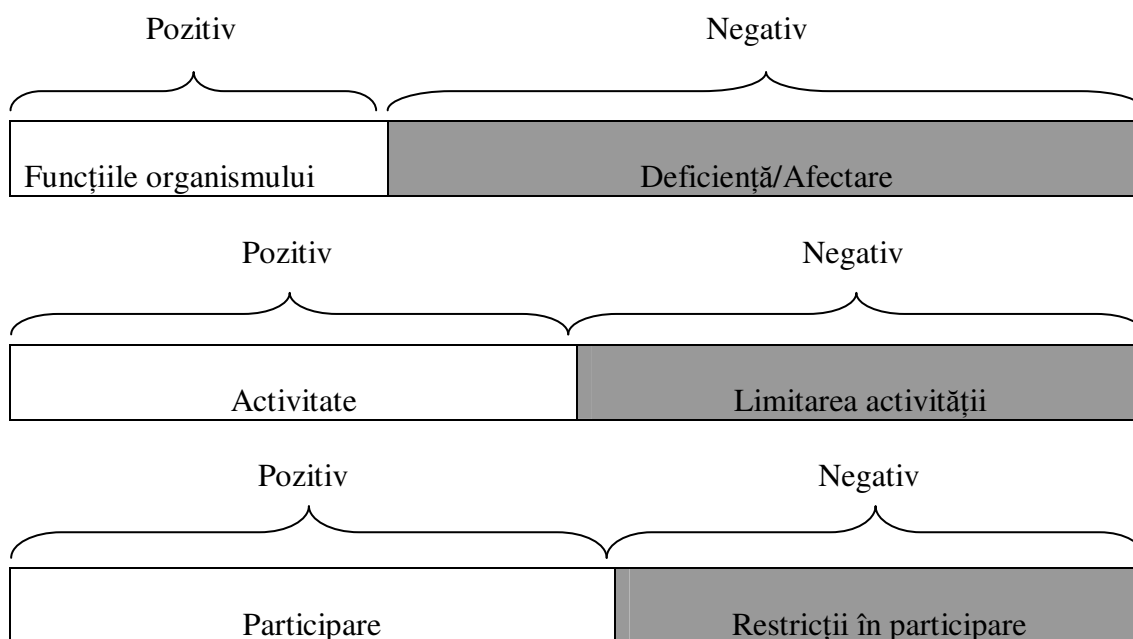 Pozitiv Negativ
Funcțiile organismului Deficiență/Afectare
Pozitiv Negativ
Activitate Limitarea activității
Pozitiv Negativ
Participare Restricții în participare